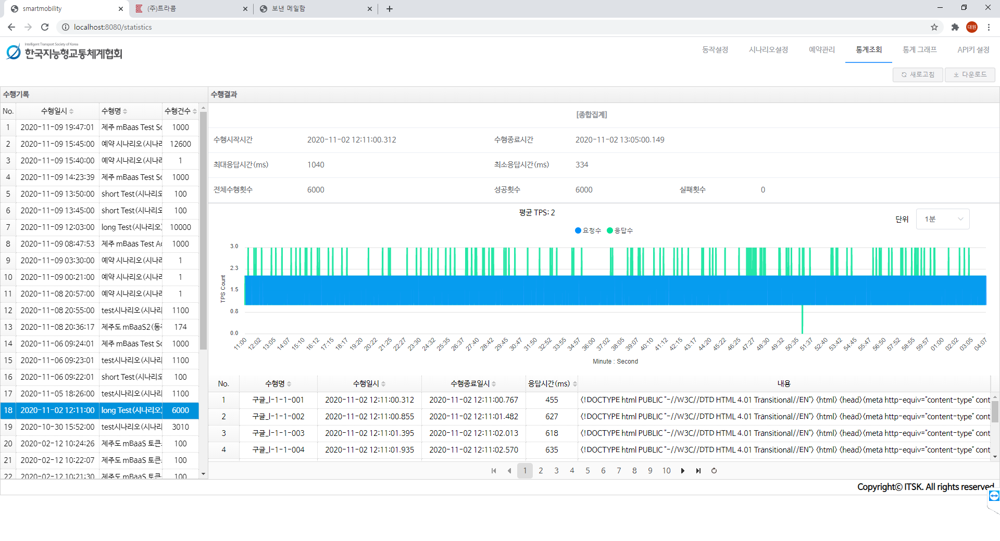 smartmobility
(주)트라콤
보낸 메일함
localhost:8080/statistics
대원
Intelligent Transport Society of Korea
한국지능형교통체계협회
동작설정 시나리오설정 예약관리 통계조회 통계 그래프 API키 설정
새로고침 다운로드
수행기록
No. 수행일시 수행명 수행건수
1 2020-11-09 19:47:01 제주 mBaas Test Sc 1000
2 2020-11-09 15:45:00 예약 시나리오(시나리 12600
3 2020-11-09 15:40:00 예약 시나리오(시나리 1
4 2020-11-09 14:23:39 제주 mBaas Test Sc 1000
5 2020-11-09 13:50:00 short Test(시나리오 100
6 2020-11-09 13:45:00 short Test(시나리오 100
7 2020-11-09 12:03:00 long Test(시나리오) 10000
8 2020-11-09 08:47:53 제주 mBaas Test Ac 1000
9 2020-11-09 03:30:00 예약 시나리오(시나리 1
10 2020-11-09 00:21:00 예약 시나리오(시나리 1
11 2020-11-08 20:57:00 예약 시나리오(시나리 1
12 2020-11-08 20:55:00 test시나리오(시나리 1100
13 2020-11-08 20:36:17 제주도 mBaaS2(동작 174
14 2020-11-06 09:24:01 제주 mBaas Test Sc 1000
15 2020-11-06 09:23:01 test시나리오(시나리 1100
16 2020-11-06 09:22:01 short Test(시나리오 100
17 2020-11-05 18:26:00 test시나리오(시나리 1100
18 2020-11-02 12:11:00 long Test(시나리오) 6000
19 2020-10-30 15:52:00 test시나리오(시나리 3010
20 2020-02-12 10:24:26 제주도 mBaaS 토큰 100
21 2020-02-12 10:22:07 제주도 mBaaS 토큰 100
22 2020-02-12 10:21:30 제주도 mBaaS 토큰 100
수행결과
[종합집계]
수행시작시간 2020-11-02 12:11:00.312 수행종료시간 2020-11-02 13:05:00.149
최대응답시간(ms) 1040 최소응답시간(ms) 334
전체수행횟수 6000 성공횟수 6000 실패횟수 0
평균 TPS: 2
단위 1분
요청수 응답수
TPS Count
3.0
2.3
1.5
0.8
0.0
11:00 12:02 13:05 14:07 15:10 16:12 17:15 18:17 19:20 20:22 21:25 22:27 23:30 24:32 25:35 26:37 27:40 28:42 29:45 30:47 31:50 32:52 33:55 34:57 36:00 37:02 38:05 39:07 40:10 41:12 42:15 43:17 44:20 45:22 46:25 47:27 48:30 49:32 50:35 51:37 52:40 53:42 54:45 55:47 56:50 57:52 58:55 59:57 01:00 02:02 03:05 04:07
Minute : Second
No. 수행명 수행일시 수행종료일시 응답시간(ms) 내용
1 구글_I-1-1-001 2020-11-02 12:11:00.312 2020-11-02 12:11:00.767 455 <!DOCTYPE html PUBLIC "-//W3C//DTD HTML 4.01 Transitional//EN"> <html> <head><meta http-equiv="content-type" cont
2 구글_I-1-1-002 2020-11-02 12:11:00.855 2020-11-02 12:11:01.482 627 <!DOCTYPE html PUBLIC "-//W3C//DTD HTML 4.01 Transitional//EN"> <html> <head><meta http-equiv="content-type" cont
3 구글_I-1-1-003 2020-11-02 12:11:01.395 2020-11-02 12:11:02.013 618 <!DOCTYPE html PUBLIC "-//W3C//DTD HTML 4.01 Transitional//EN"> <html> <head><meta http-equiv="content-type" cont
4 구글_I-1-1-004 2020-11-02 12:11:01.935 2020-11-02 12:11:02.570 635 <!DOCTYPE html PUBLIC "-//W3C//DTD HTML 4.01 Transitional//EN"> <html> <head><meta http-equiv="content-type" cont
1 2 3 4 5 6 7 8 9 10
Copyrightⓒ ITSK. All rights reserved